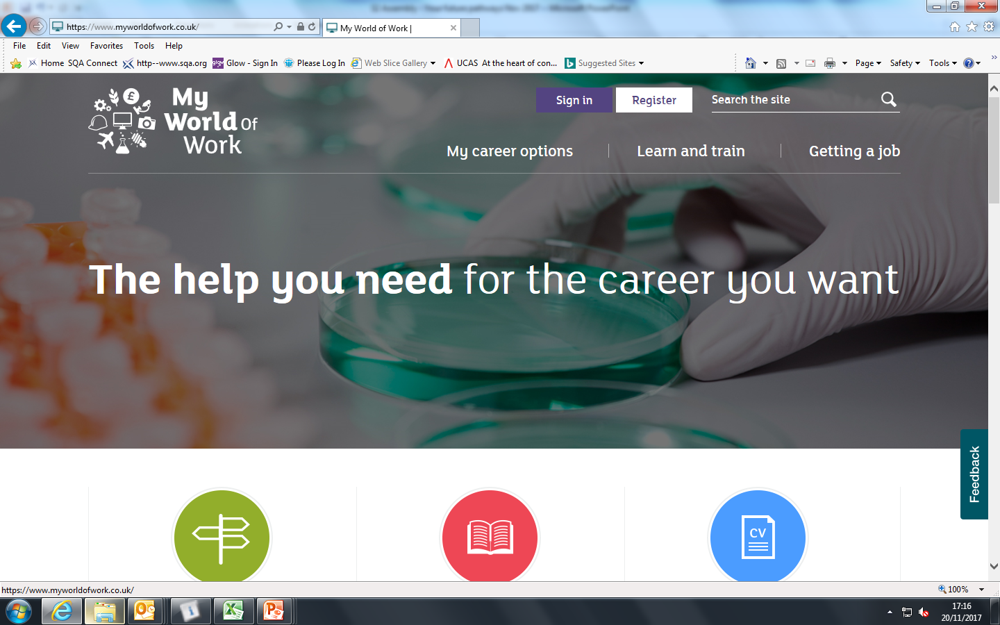 https://www.myworldofwork.co.uk/
My World of Work |
File Edit View Favorites Tools Help
Home SQA Connect http--www.sqa.org Glow - Sign In Please Log In Web Slice Gallery UCAS At the heart of con... Suggested Sites Page Safety Tools
My
World Of
Work
Sign in Register Search the site
My career options Learn and train Getting a job
The help you need for the career you want
Feedback
CV
https://www.myworldofwork.co.uk/
100%
17:16
20/11/2017